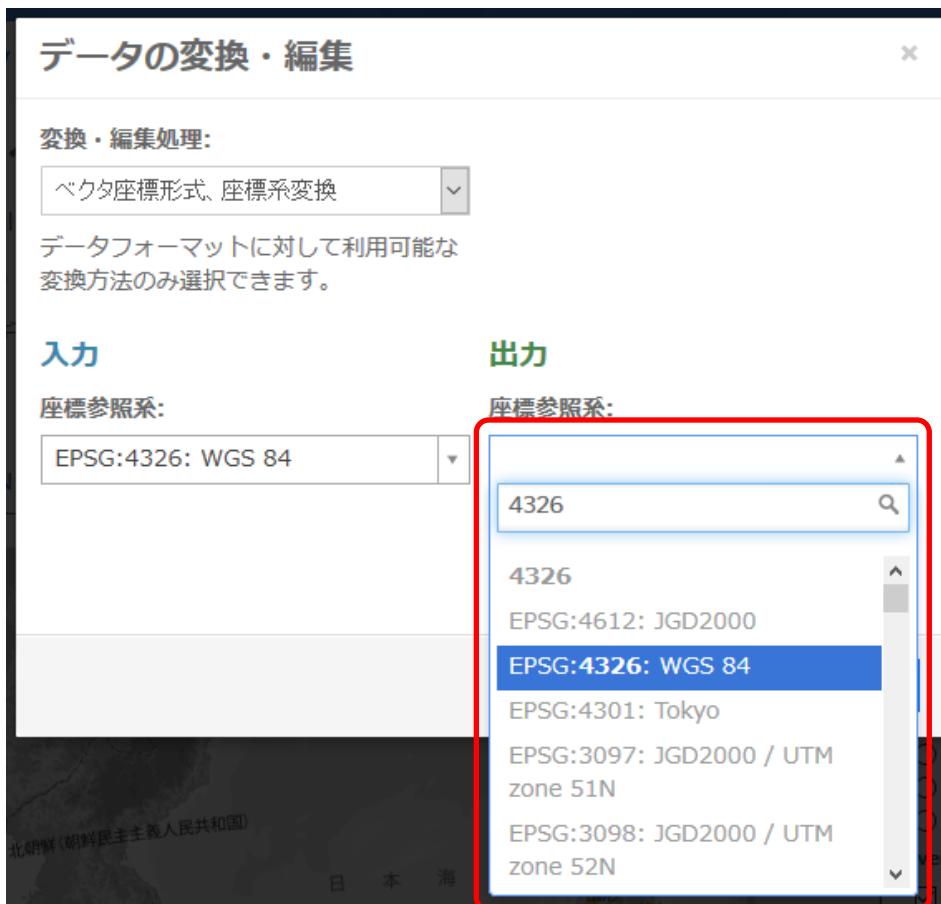 データの変換・編集
×
変換・編集処理:
ベクタ座標形式、座標系変換
データフォーマットに対して利用可能な
変換方法のみ選択できます。
入力
出力
座標参照系:
座標参照系:
EPSG:4326: WGS 84
4326
4326
EPSG:4612: JGD2000
EPSG:4326: WGS 84
EPSG:4301: Tokyo
EPSG:3097: JGD2000 / UTM
zone 51N
EPSG:3098: JGD2000 / UTM
zone 52N
北朝鮮(朝鮮民主主義人民共和国)
日 本 海